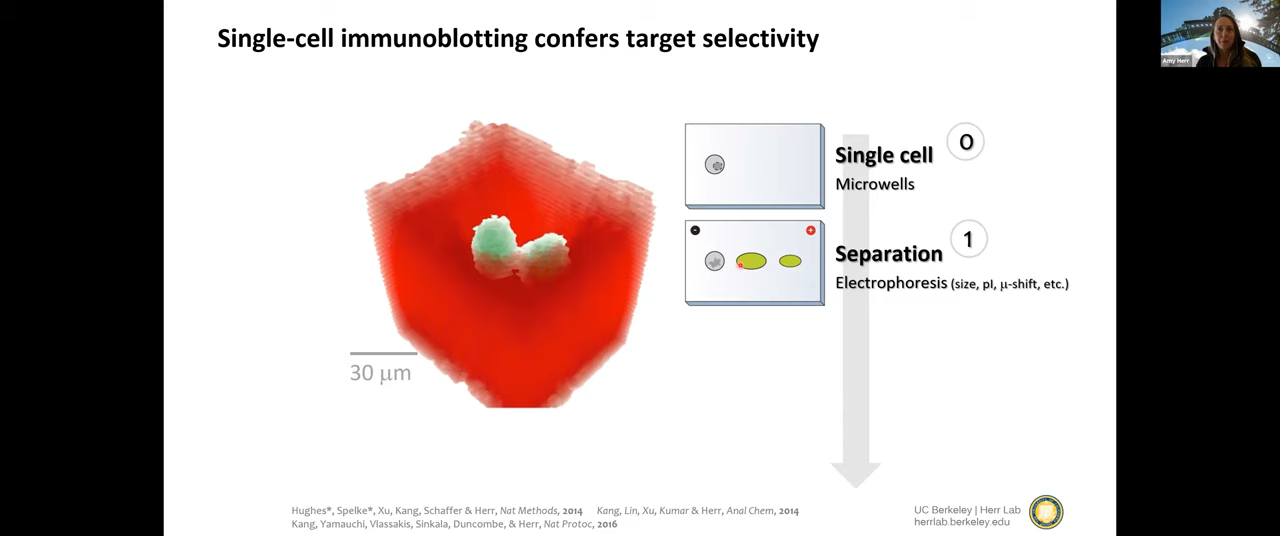 Single-cell immunoblotting confers target selectivity
Amy Herr
0
Single cell
Microwells
- +
1
Separation
Electrophoresis (size, pI, μ-shift, etc.)
30 μm
Hughes*, Spelke*, Xu, Kang, Schaffer & Herr, Nat Methods, 2014 Kang, Lin, Xu, Kumar & Herr, Anal Chem, 2014
Kang, Yamauchi, Vlassakis, Sinkala, Duncombe, & Herr, Nat Protoc, 2016
UC Berkeley | Herr Lab
herrlab.berkeley.edu